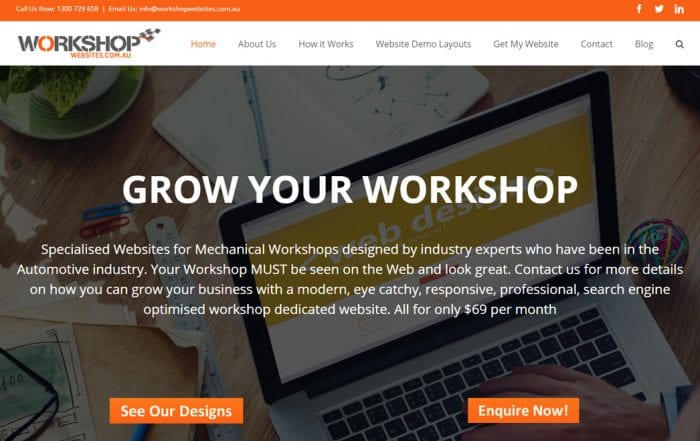 Call Us Now: 1300 729 658 | Email Us: info@workshopwebsites.com.au
WORKSHOP
WEBSITES.COM.AU
Home About Us How it Works Website Demo Layouts Get My Website Contact Blog
web design
GROW YOUR WORKSHOP
Specialised Websites for Mechanical Workshops designed by industry experts who have been in the
Automotive industry. Your Workshop MUST be seen on the Web and look great. Contact us for more details
on how you can grow your business with a modern, eye catchy, responsive, professional, search engine
optimised workshop dedicated website. All for only $69 per month
See Our Designs
Enquire Now!